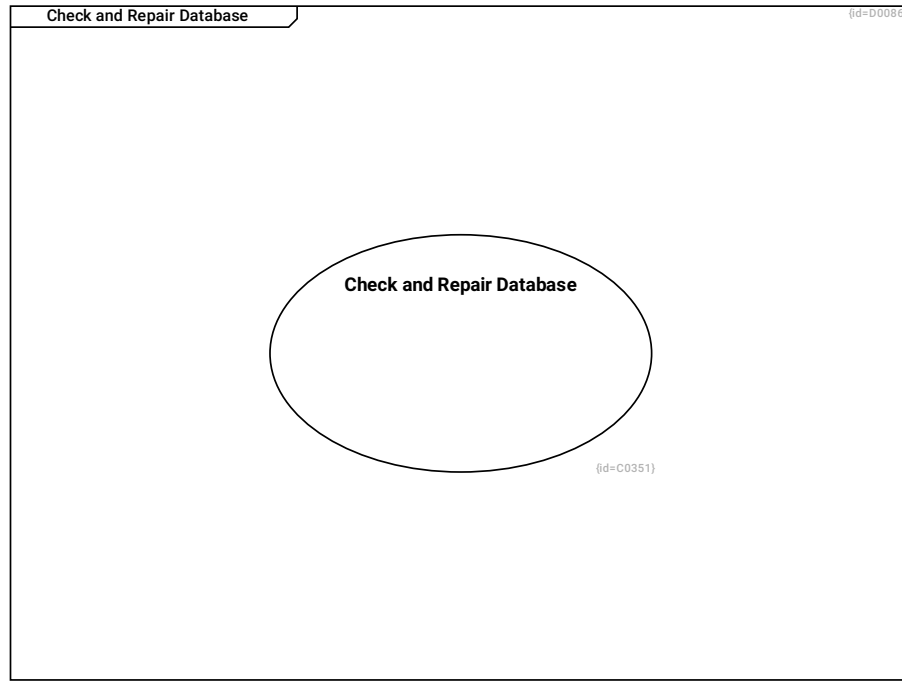 Check and Repair Database
{id=D0086
Check and Repair Database
{id=C0351}